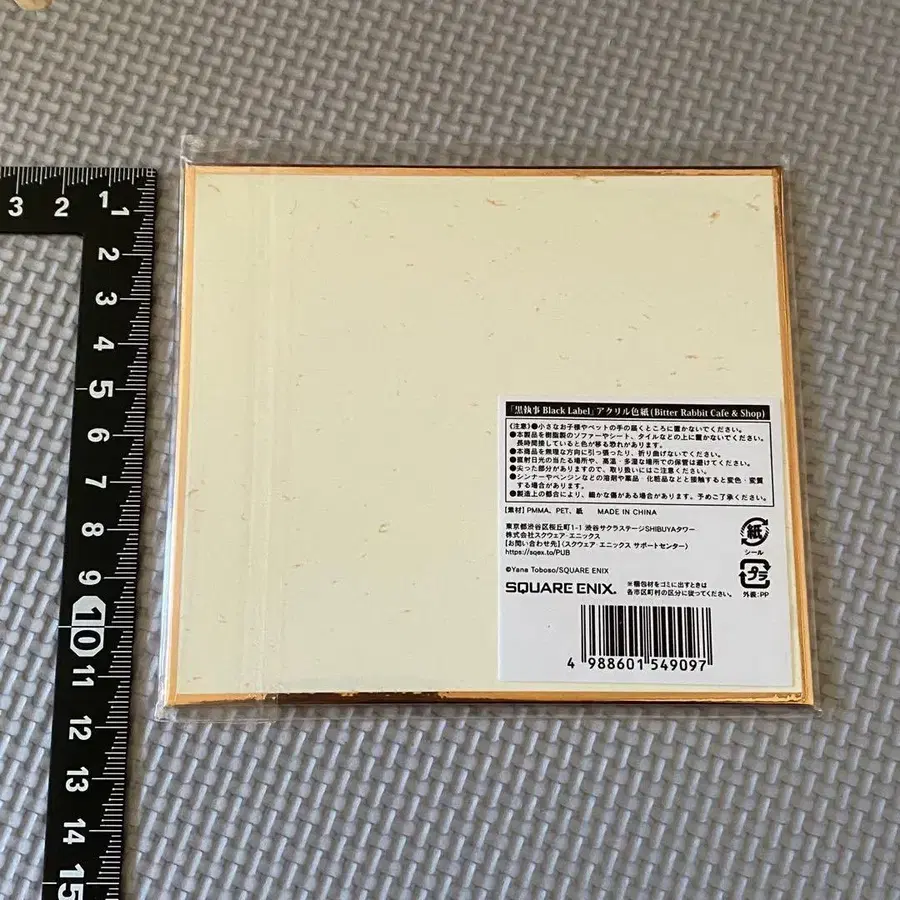 3 2 1
1
2
3
4
5
6
7
8
9
10
11
12
13
14
15
「黒執事 Black Label」アクリル色紙(Bitter Rabbit Cafe & Shop)
《注意》●小さなお子様やペットの手の届くところに置かないでください。
●本製品を樹脂製のソファーやシート、タイルなどの上に置かないでください。
長時間接していると色が移る恐れがあります。
●本商品を無理な方向に引っ張ったり、折り曲げないでください。
●直射日光の当たる場所や、高温・多湿な場所での保管は避けてください。
●尖った部分がありますので、取り扱いにはご注意ください。
●シンナーやベンジンなどの溶剤や薬品・化粧品などと接触すると変色・変質
する場合があります。
●製造上の都合により、細かな傷がある場合があります。予めご了承ください。
【素材】PMMA、PET、紙 MADE IN CHINA
東京都渋谷区桜丘町1-1 渋谷サクラステージSHIBUYAタワー
株式会社スクウェア・エニックス
【お問い合わせ先】〈スクウェア・エニックス サポートセンター〉
https://sqex.to/PUB
©Yana Toboso/SQUARE ENIX
SQUARE ENIX.
※梱包材をゴミに出すときは
各市区町村の区分に従ってください。
紙
シール
プラ
外装:PP
4 988601 549097